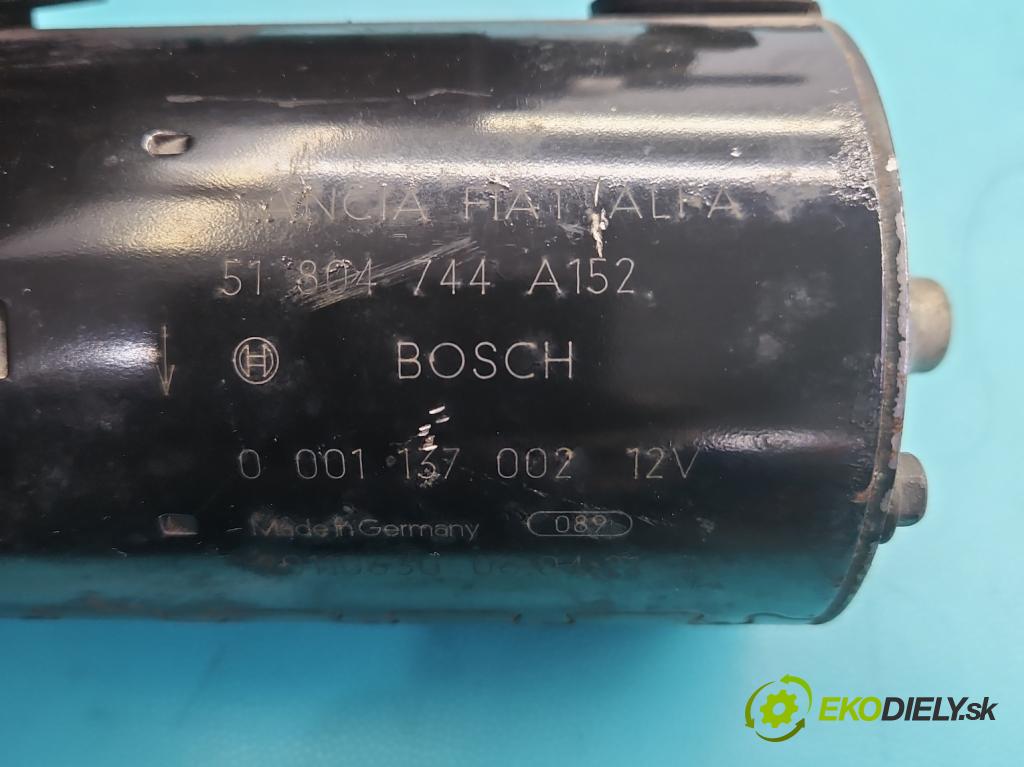 LANCIA FIAT ALFA
51 804 744 A152
H BOSCH
0 001 137 002 12V
Made in Germany 089
EKODIELY.sk